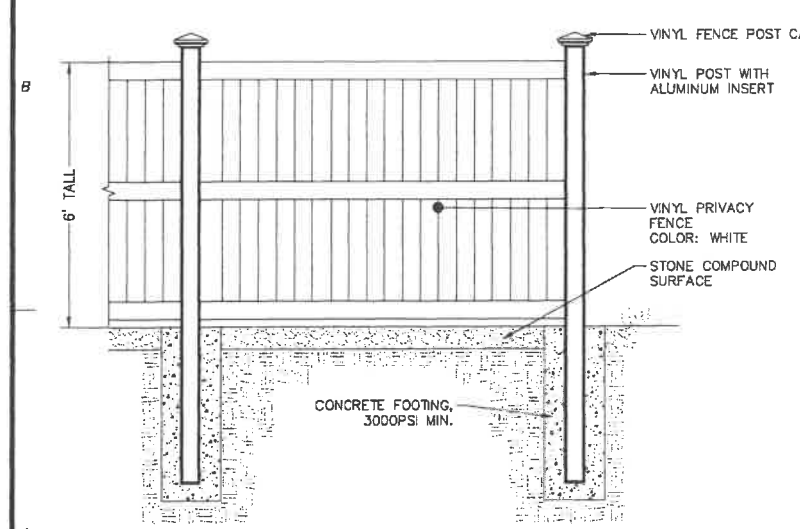 VINYL FENCE POST
B
VINYL POST WITH
ALUMINUM INSERT
6' TALL
VINYL PRIVACY
FENCE
COLOR: WHITE
STONE COMPOUND
SURFACE
CONCRETE FOOTING,
3000PSI MIN.